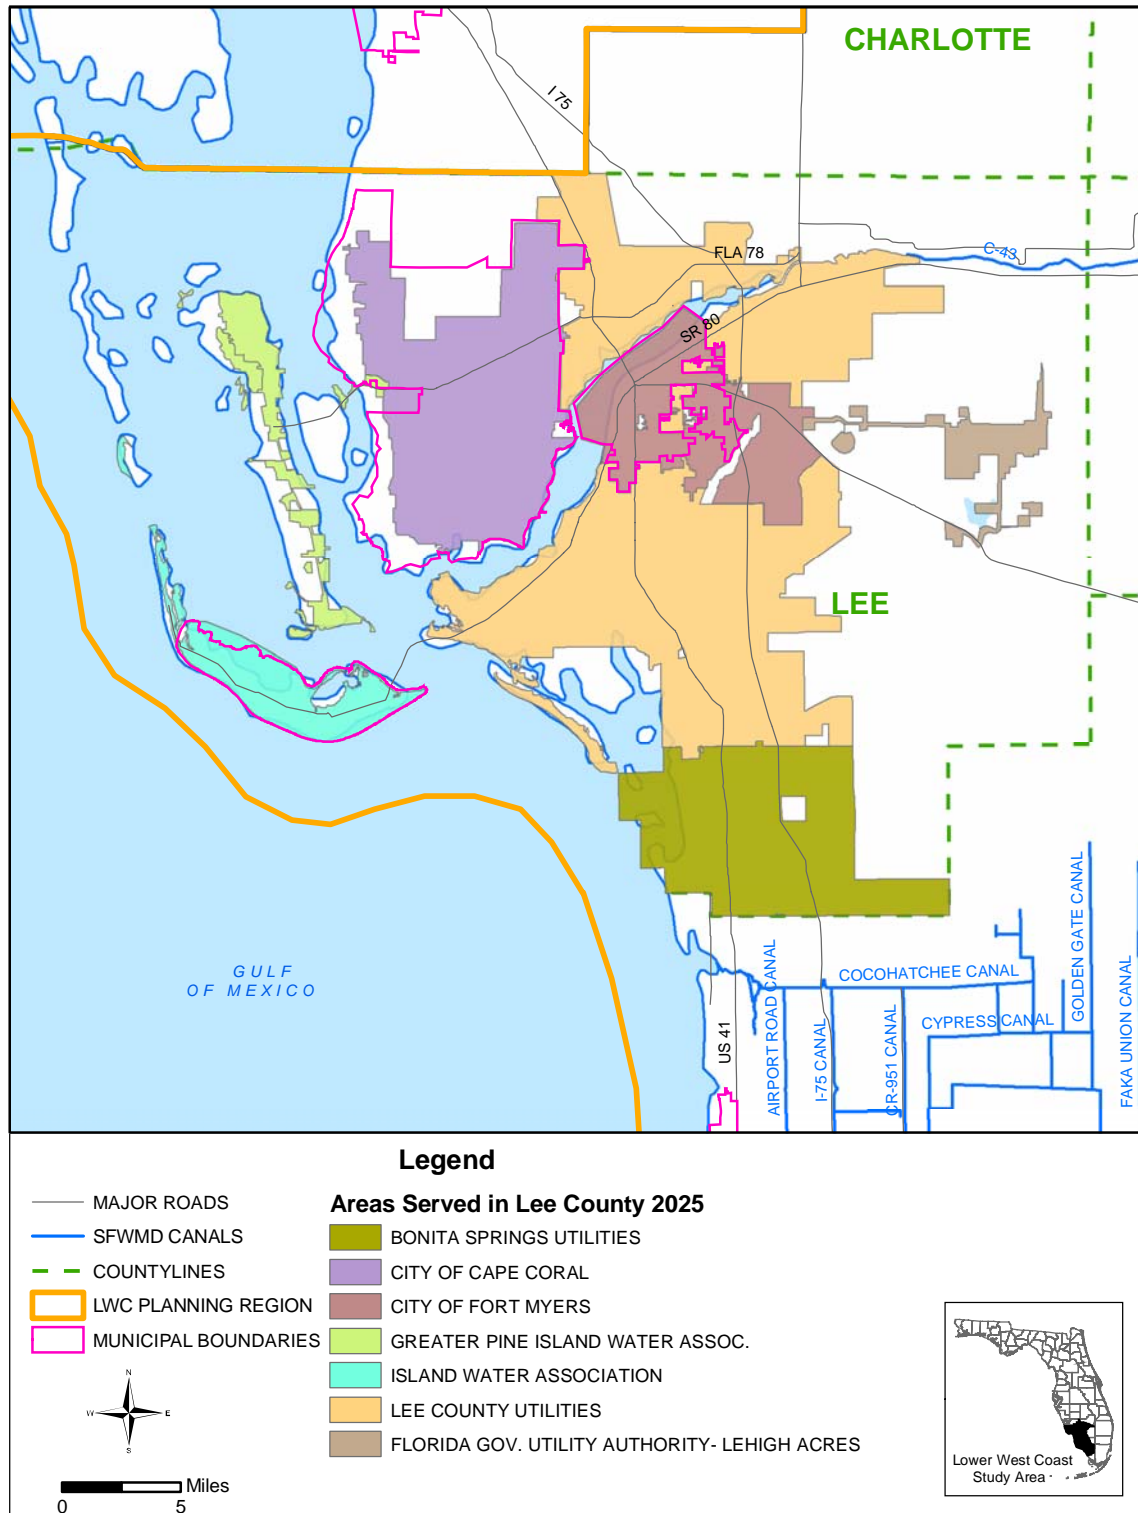 CHARLOTTE
I 75
C-43
FLA 78
SR 80
LEE
GULF
OF MEXICO
COCOHATCHEE CANAL
CYPRESS CANAL
US 41
AIRPORT ROAD CANAL
I-75 CANAL
CR-951 CANAL
GOLDEN GATE CANAL
FAKA UNION CANAL
Legend
MAJOR ROADS
SFWMD CANALS
COUNTYLINES
LWC PLANNING REGION
MUNICIPAL BOUNDARIES
Areas Served in Lee County 2025
BONITA SPRINGS UTILITIES
CITY OF CAPE CORAL
CITY OF FORT MYERS
GREATER PINE ISLAND WATER ASSOC.
ISLAND WATER ASSOCIATION
LEE COUNTY UTILITIES
FLORIDA GOV. UTILITY AUTHORITY- LEHIGH ACRES
N
W
E
S
Miles
0 5
Lower West Coast
Study Area